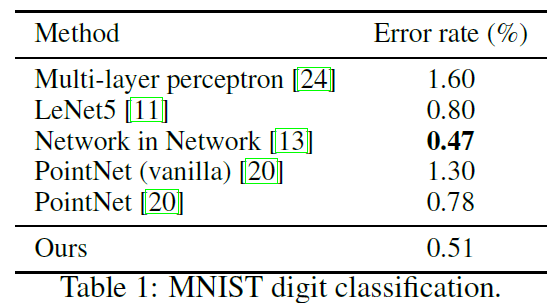 Method Error rate (%)
Multi-layer perceptron [24] 1.60
LeNet5 [11] 0.80
Network in Network [13] 0.47
PointNet (vanilla) [20] 1.30
PointNet [20] 0.78
Ours 0.51
Table 1: MNIST digit classification.